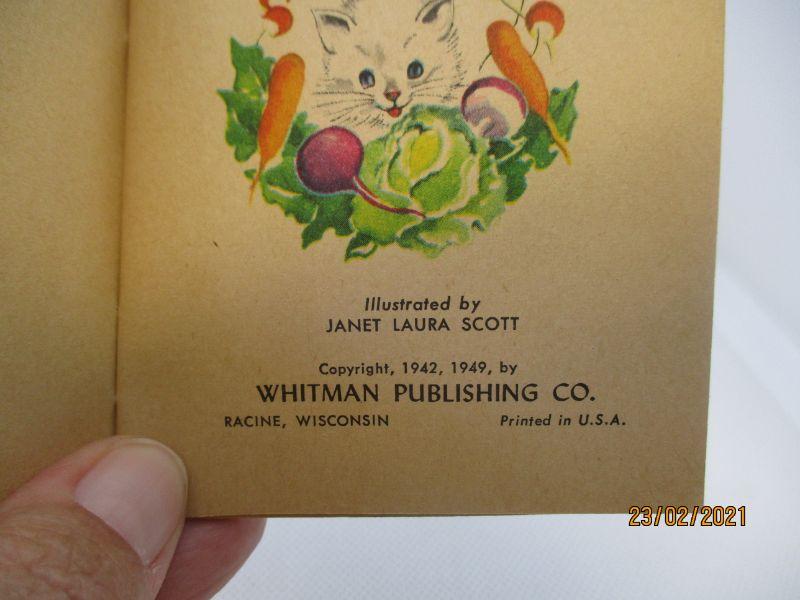 Illustrated by
JANET LAURA SCOTT
Copyright, 1942, 1949, by
WHITMAN PUBLISHING CO.
RACINE, WISCONSIN Printed in U.S.A.
23/02/2021